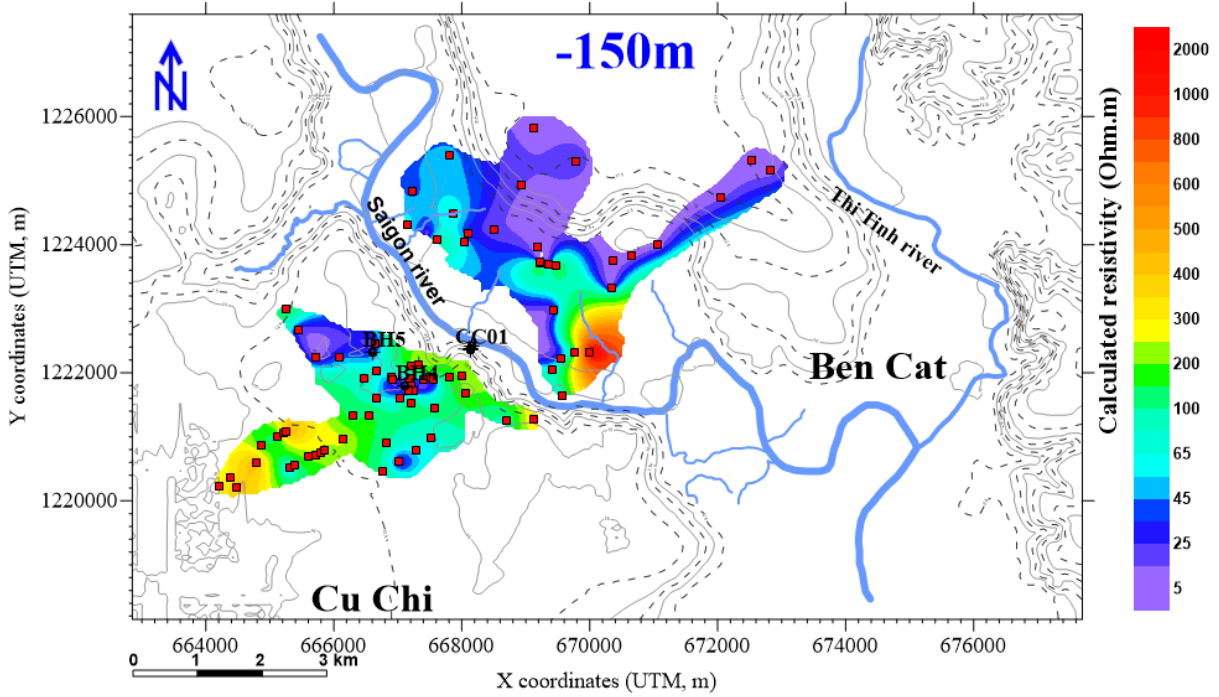 -150m
N
1226000
1224000
1222000
1220000
Y coordinates (UTM, m)
Saigon river
Thi Tinh river
BH5
CC01
BH4
Ben Cat
Cu Chi
664000
666000
668000
670000
672000
674000
676000
X coordinates (UTM, m)
0
1
2
3 km
Calculated resistivity (Ohm.m)
2000
1000
800
600
500
400
300
200
100
65
45
25
5